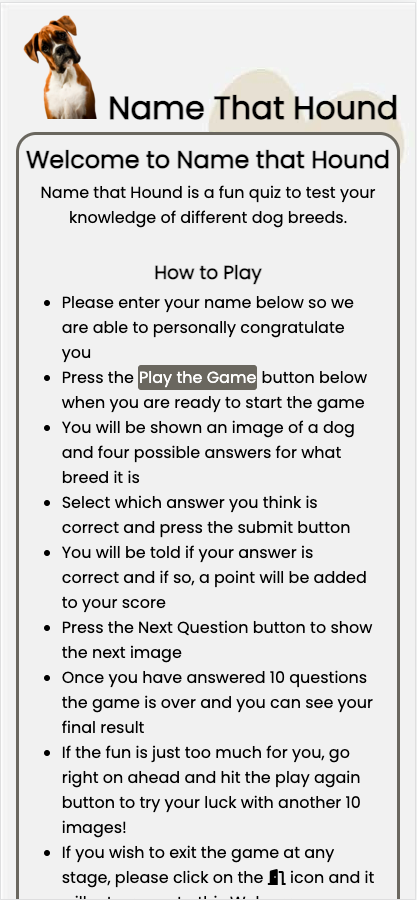 Name That Hound
Welcome to Name that Hound
Name that Hound is a fun quiz to test your
knowledge of different dog breeds.
How to Play
Please enter your name below so we
are able to personally congratulate
you
Press the Play the Game button below
when you are ready to start the game
You will be shown an image of a dog
and four possible answers for what
breed it is
Select which answer you think is
correct and press the submit button
You will be told if your answer is
correct and if so, a point will be added
to your score
Press the Next Question button to show
the next image
Once you have answered 10 questions
the game is over and you can see your
final result
If the fun is just too much for you, go
right on ahead and hit the play again
button to try your luck with another 10
images!
If you wish to exit the game at any
stage, please click on the icon and it